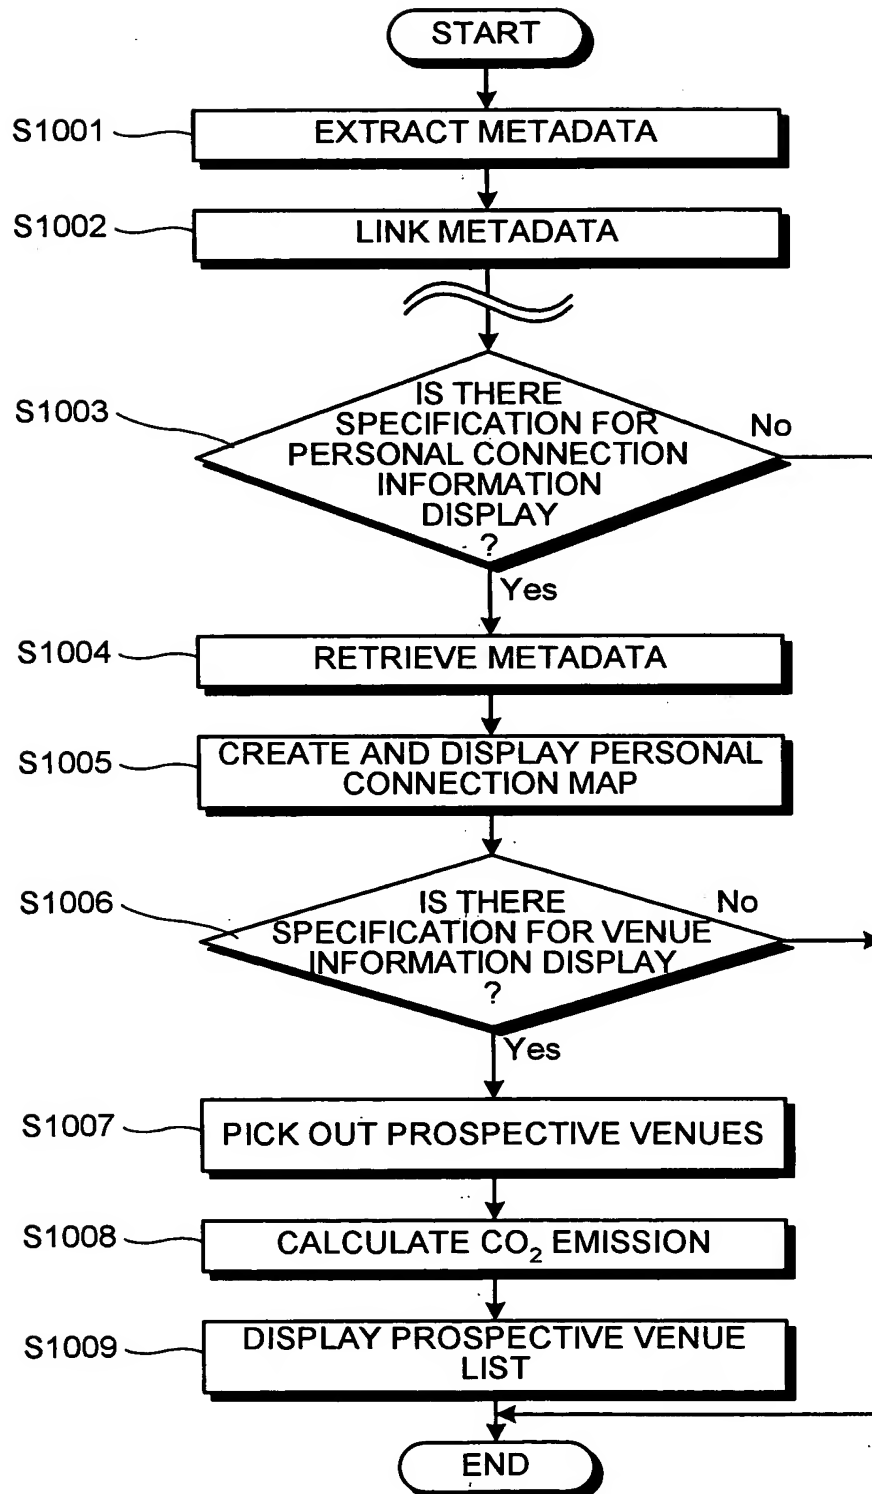 START
S1001
EXTRACT METADATA
S1002
LINK METADATA
S1003
IS THERE
SPECIFICATION FOR
PERSONAL CONNECTION
INFORMATION
DISPLAY
?
No
Yes
S1004
RETRIEVE METADATA
S1005
CREATE AND DISPLAY PERSONAL
CONNECTION MAP
S1006
IS THERE
SPECIFICATION FOR VENUE
INFORMATION DISPLAY
?
No
Yes
S1007
PICK OUT PROSPECTIVE VENUES
S1008
CALCULATE CO₂ EMISSION
S1009
DISPLAY PROSPECTIVE VENUE
LIST
END